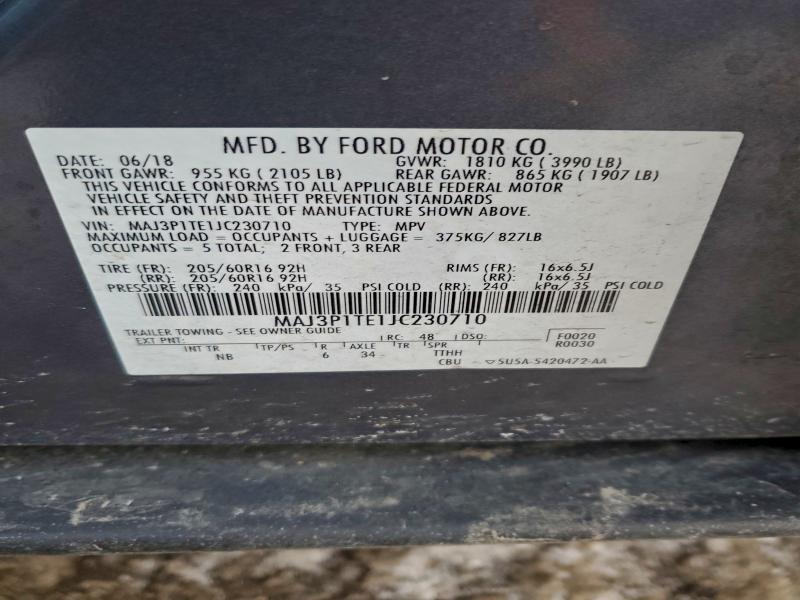 MFD. BY FORD MOTOR CO.
DATE: 06/18 GVWR: 1810 KG ( 3990 LB)
FRONT GAWR: 955 KG ( 2105 LB) REAR GAWR: 865 KG ( 1907 LB)
THIS VEHICLE CONFORMS TO ALL APPLICABLE FEDERAL MOTOR
VEHICLE SAFETY AND THEFT PREVENTION STANDARDS
IN EFFECT ON THE DATE OF MANUFACTURE SHOWN ABOVE.
VIN: MAJ3P1TE1JC230710 TYPE: MPV
MAXIMUM LOAD = OCCUPANTS + LUGGAGE = 375KG/ 827LB
OCCUPANTS = 5 TOTAL; 2 FRONT, 3 REAR
TIRE (FR): 205/60R16 92H RIMS (FR): 16x6.5J
(RR): 205/60R16 92H (RR): 16x6.5J
PRESSURE (FR): 240 kPa/ 35 PSI COLD (RR): 240 kPa/ 35 PSI COLD
MAJ3P1TE1JC230710
TRAILER TOWING - SEE OWNER GUIDE
EXT PNT: RC: 48 DSO: F0020
R0030
INT TR TP/PS R AXLE TR SPR
NB 6 34 TTHH
CBU SU5A-5420472-AA